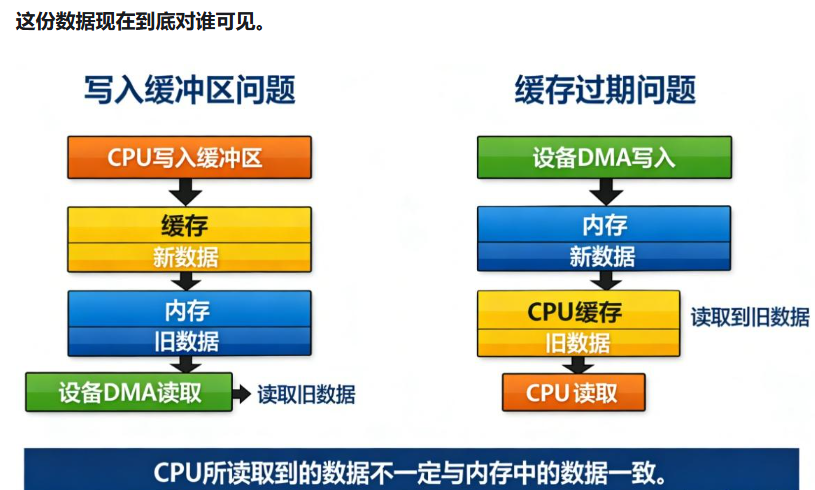 这份数据现在到底对谁可见。
写入缓冲区问题
CPU写入缓冲区
缓存
新数据
内存
旧数据
设备DMA读取
读取旧数据
缓存过期问题
设备DMA写入
内存
新数据
CPU缓存
旧数据
读取到旧数据
CPU读取
CPU所读取到的数据不一定与内存中的数据一致。